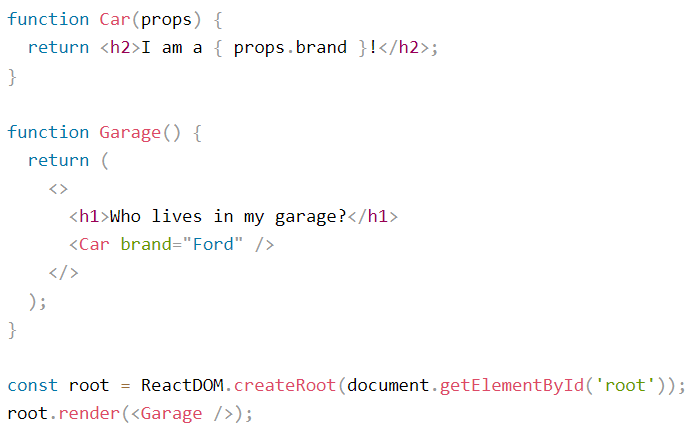 function Car(props) {
  return <h2>I am a { props.brand }!</h2>;
}

function Garage() {
  return (
    <>
      <h1>Who lives in my garage?</h1>
      <Car brand="Ford" />
    </>
  );
}

const root = ReactDOM.createRoot(document.getElementById('root'));
root.render(<Garage />);